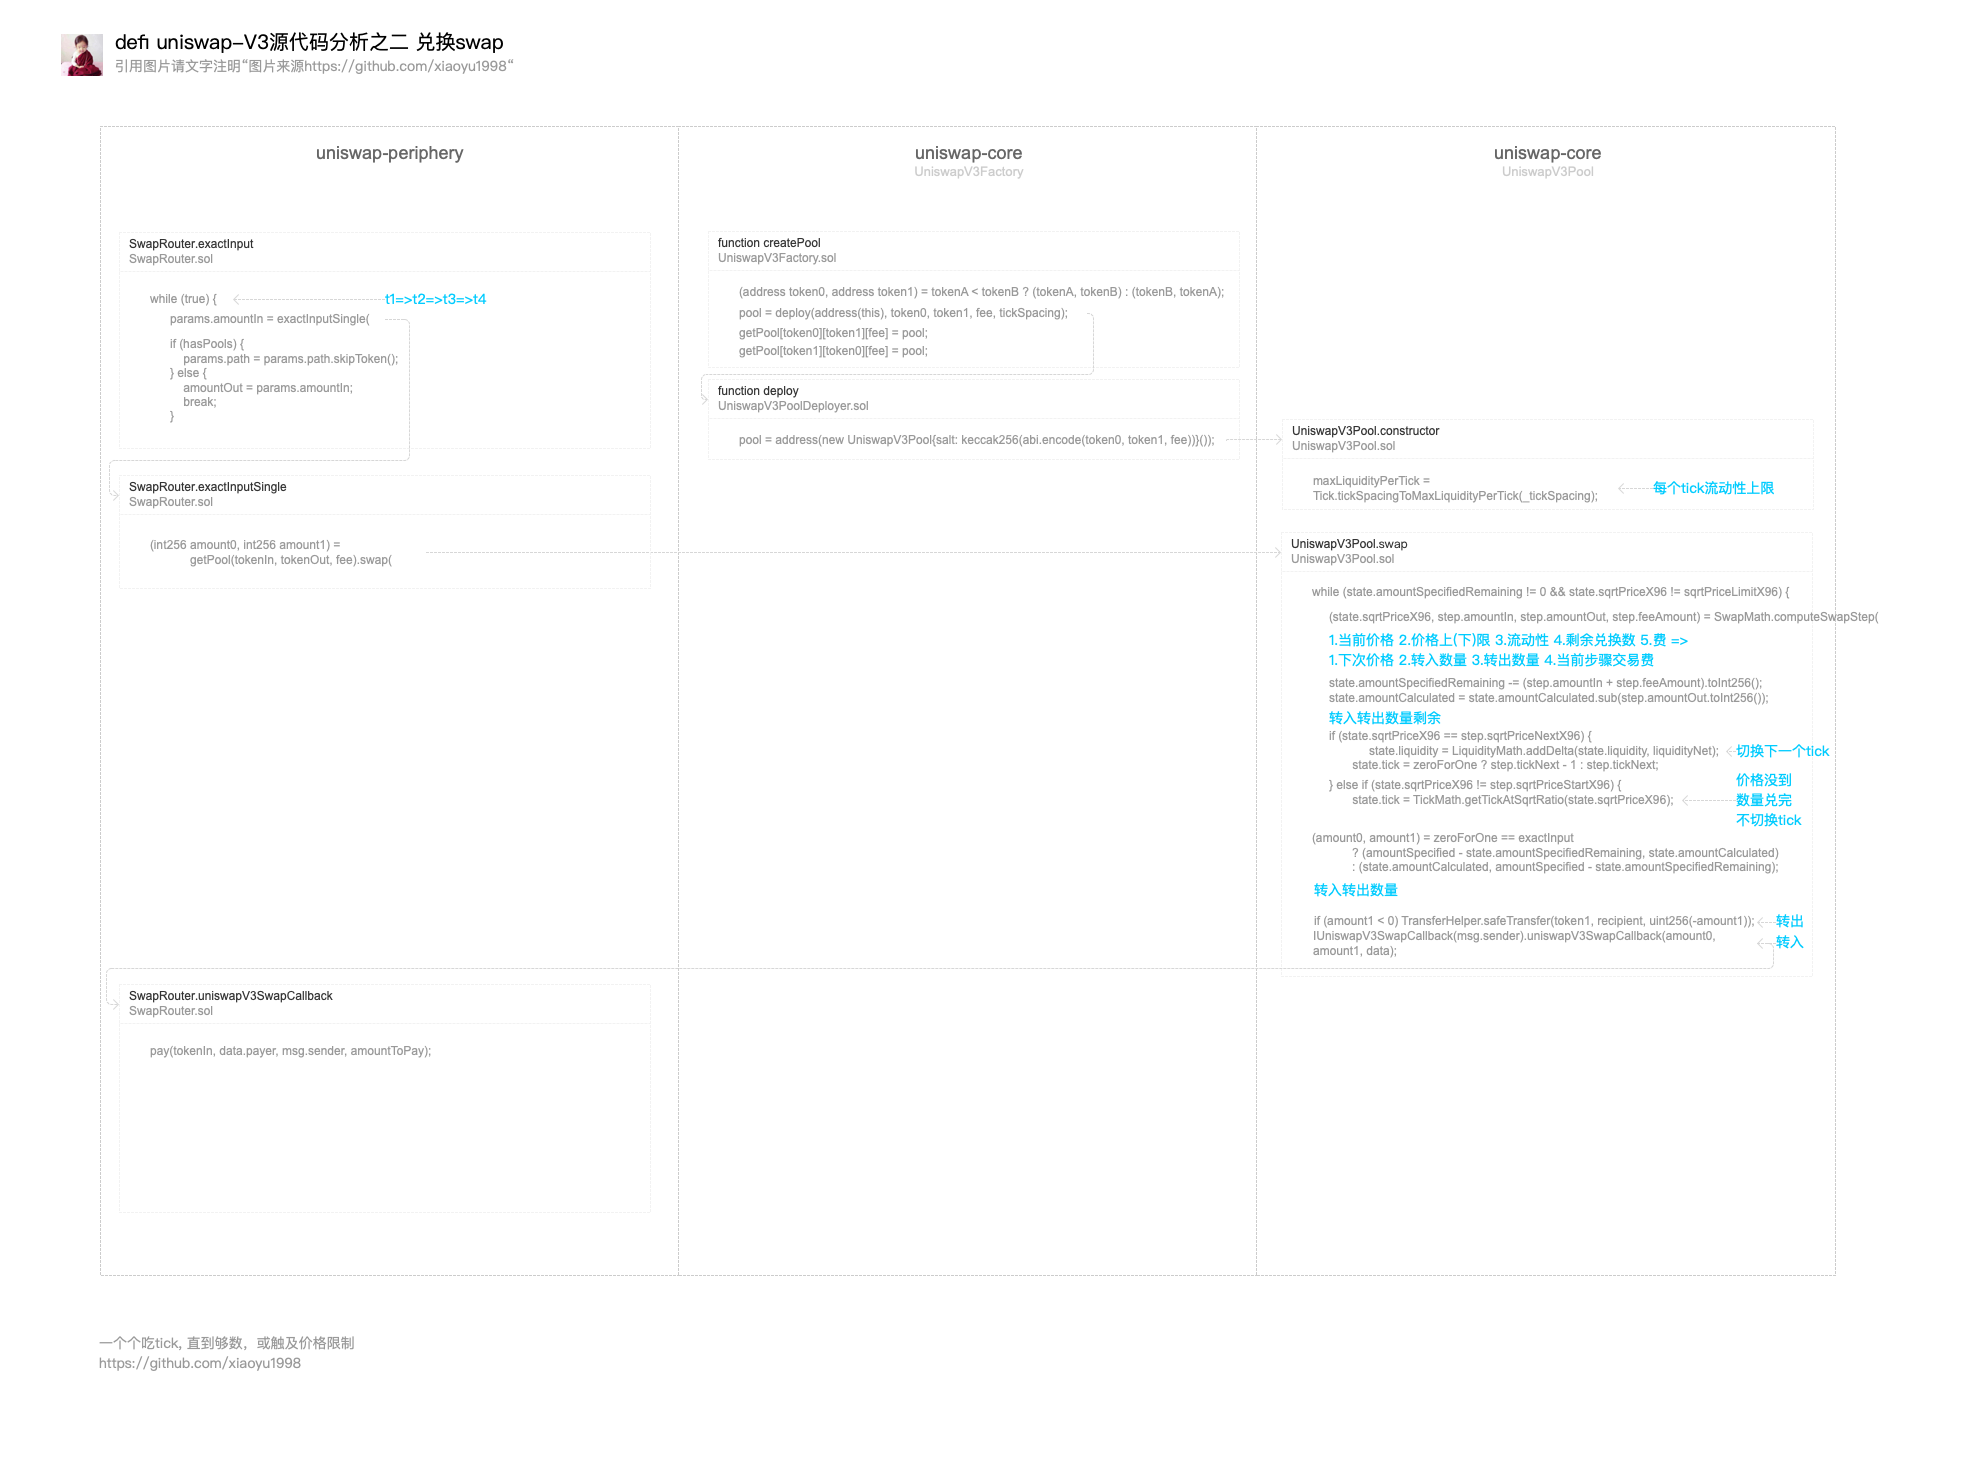 defi uniswap-V3源代码分析之二 兑换swap
引用图片请文字注明“图片来源https://github.com/xiaoyu1998“
uniswap-periphery
SwapRouter.exactInput
SwapRouter.sol
while (true) {
t1=>t2=>t3=>t4
params.amountIn = exactInputSingle(
if (hasPools) {
params.path = params.path.skipToken();
} else {
amountOut = params.amountIn;
break;
}
SwapRouter.exactInputSingle
SwapRouter.sol
(int256 amount0, int256 amount1) =
getPool(tokenIn, tokenOut, fee).swap(
SwapRouter.uniswapV3SwapCallback
SwapRouter.sol
pay(tokenIn, data.payer, msg.sender, amountToPay);
uniswap-core
UniswapV3Factory
function createPool
UniswapV3Factory.sol
(address token0, address token1) = tokenA < tokenB ? (tokenA, tokenB) : (tokenB, tokenA);
pool = deploy(address(this), token0, token1, fee, tickSpacing);
getPool[token0][token1][fee] = pool;
getPool[token1][token0][fee] = pool;
function deploy
UniswapV3PoolDeployer.sol
pool = address(new UniswapV3Pool{salt: keccak256(abi.encode(token0, token1, fee))}());
uniswap-core
UniswapV3Pool
UniswapV3Pool.constructor
UniswapV3Pool.sol
maxLiquidityPerTick =
Tick.tickSpacingToMaxLiquidityPerTick(_tickSpacing);
每个tick流动性上限
UniswapV3Pool.swap
UniswapV3Pool.sol
while (state.amountSpecifiedRemaining != 0 && state.sqrtPriceX96 != sqrtPriceLimitX96) {
(state.sqrtPriceX96, step.amountIn, step.amountOut, step.feeAmount) = SwapMath.computeSwapStep(
1.当前价格 2.价格上(下)限 3.流动性 4.剩余兑换数 5.费 =>
1.下次价格 2.转入数量 3.转出数量 4.当前步骤交易费
state.amountSpecifiedRemaining -= (step.amountIn + step.feeAmount).toInt256();
state.amountCalculated = state.amountCalculated.sub(step.amountOut.toInt256());
转入转出数量剩余
if (state.sqrtPriceX96 == step.sqrtPriceNextX96) {
state.liquidity = LiquidityMath.addDelta(state.liquidity, liquidityNet);
切换下一个tick
state.tick = zeroForOne ? step.tickNext - 1 : step.tickNext;
} else if (state.sqrtPriceX96 != step.sqrtPriceStartX96) {
state.tick = TickMath.getTickAtSqrtRatio(state.sqrtPriceX96);
价格没到
数量兑完
不切换tick
(amount0, amount1) = zeroForOne == exactInput
? (amountSpecified - state.amountSpecifiedRemaining, state.amountCalculated)
: (state.amountCalculated, amountSpecified - state.amountSpecifiedRemaining);
转入转出数量
if (amount1 < 0) TransferHelper.safeTransfer(token1, recipient, uint256(-amount1));
转出
IUniswapV3SwapCallback(msg.sender).uniswapV3SwapCallback(amount0,
amount1, data);
转入
一个个吃tick, 直到够数，或触及价格限制
https://github.com/xiaoyu1998